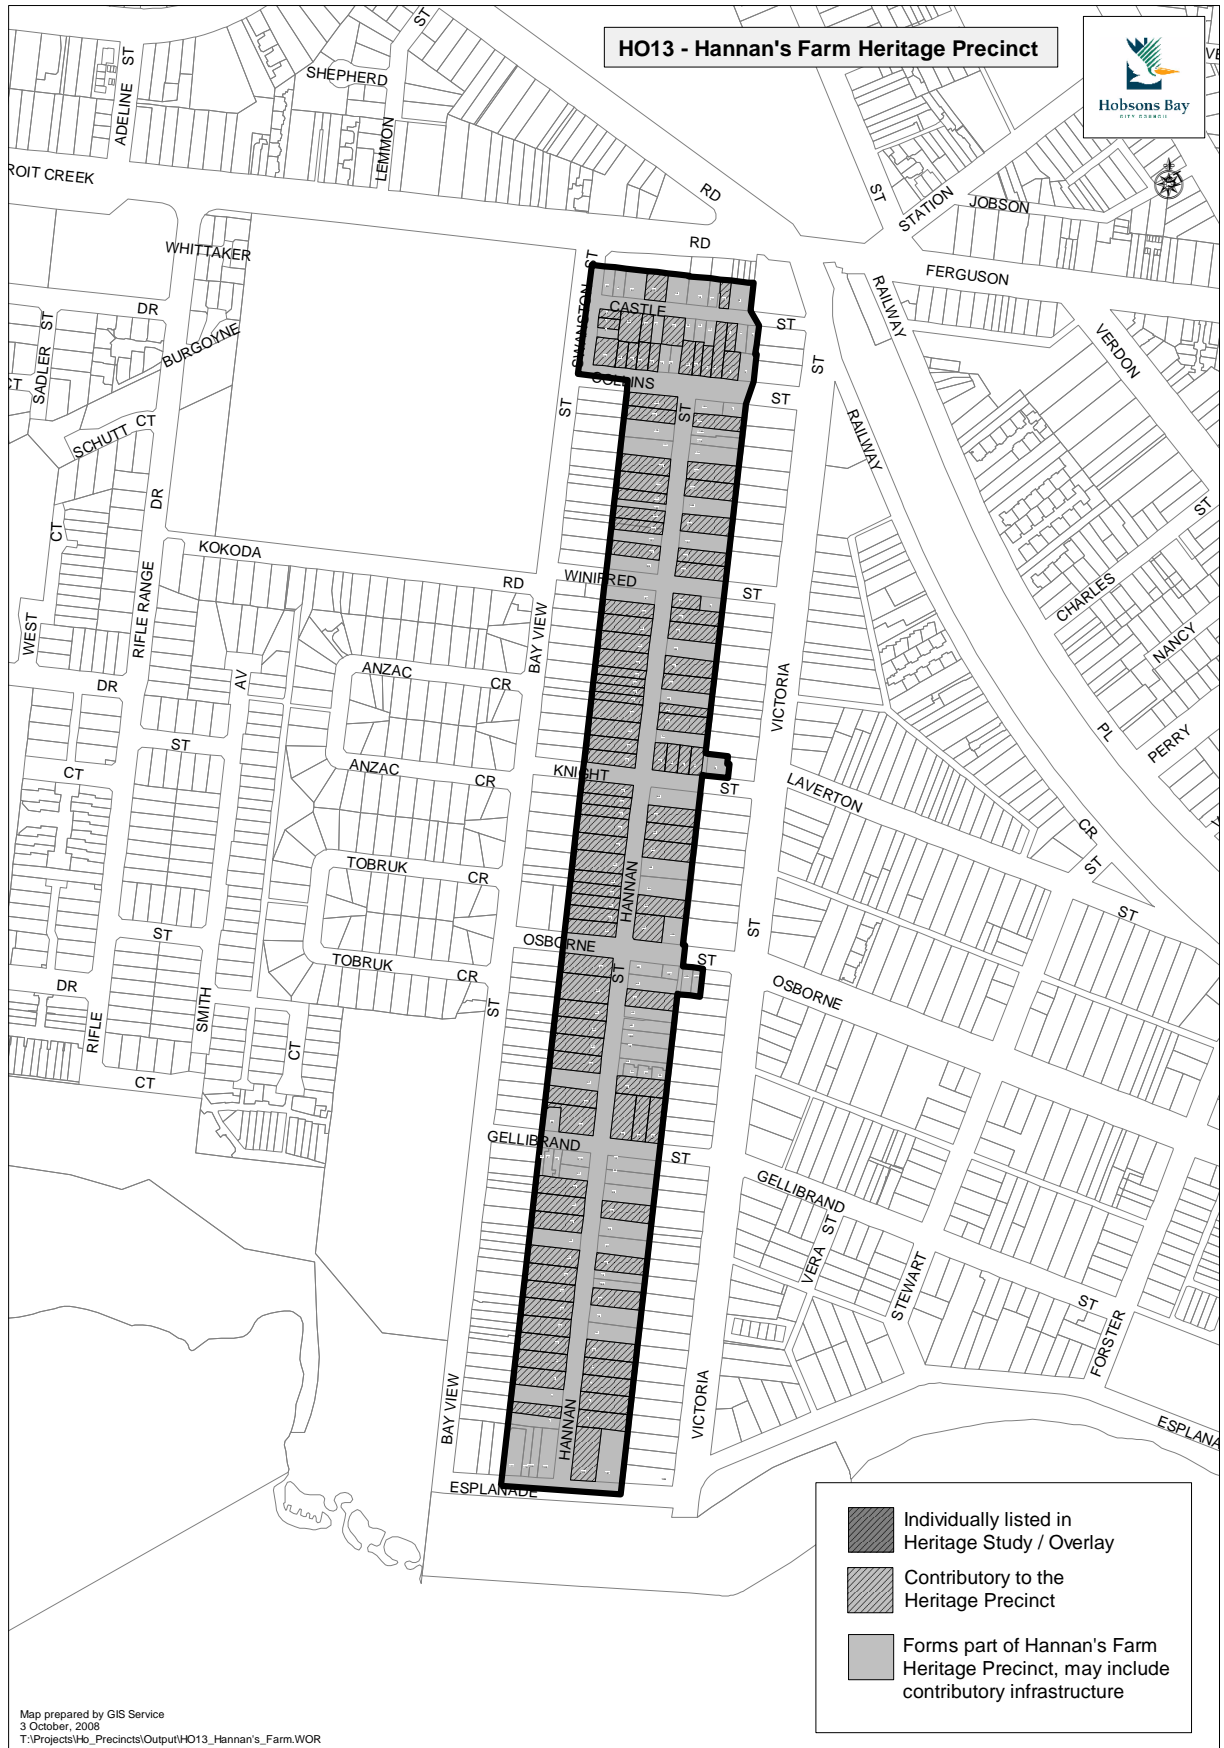 HO13 - Hannan's Farm Heritage Precinct
Hobsons Bay
CITY COUNCIL
ST
ST
SHEPHERD
ADELINE
LEMMON
ROIT CREEK
RD
ST
STATION
JOBSON
RD
WHITTAKER
ST
FERGUSON
RAILWAY
DR
SWANSTON
CASTLE
ST
ST
SADLER
BURGOYNE
VERDON
ST
CT
COLLINS
ST
ST
ST
CT
SCHUTT
RAILWAY
DR
ST
CT
KOKODA
RD
WINIFRED
ST
CHARLES
RIFLE RANGE
WEST
BAY VIEW
NANCY
ANZAC
CR
AV
DR
VICTORIA
PL
PERRY
ST
CT
ANZAC
CR
KNIGHT
ST
LAVERTON
CR
ST
TOBRUK
CR
HANNAN
ST
ST
ST
OSBORNE
TOBRUK
CR
ST
ST
DR
ST
OSBORNE
SMITH
RIFLE
CT
CT
GELLIBRAND
ST
GELLIBRAND
ST
VERA
STEWART
ST
FORSTER
BAY VIEW
HANNAN
VICTORIA
ESPLANA
ESPLANADE
Individually listed in
Heritage Study / Overlay
Contributory to the
Heritage Precinct
Forms part of Hannan's Farm
Heritage Precinct, may include
contributory infrastructure
Map prepared by GIS Service
3 October, 2008
T:\Projects\Ho_Precincts\Output\HO13_Hannan's_Farm.WOR